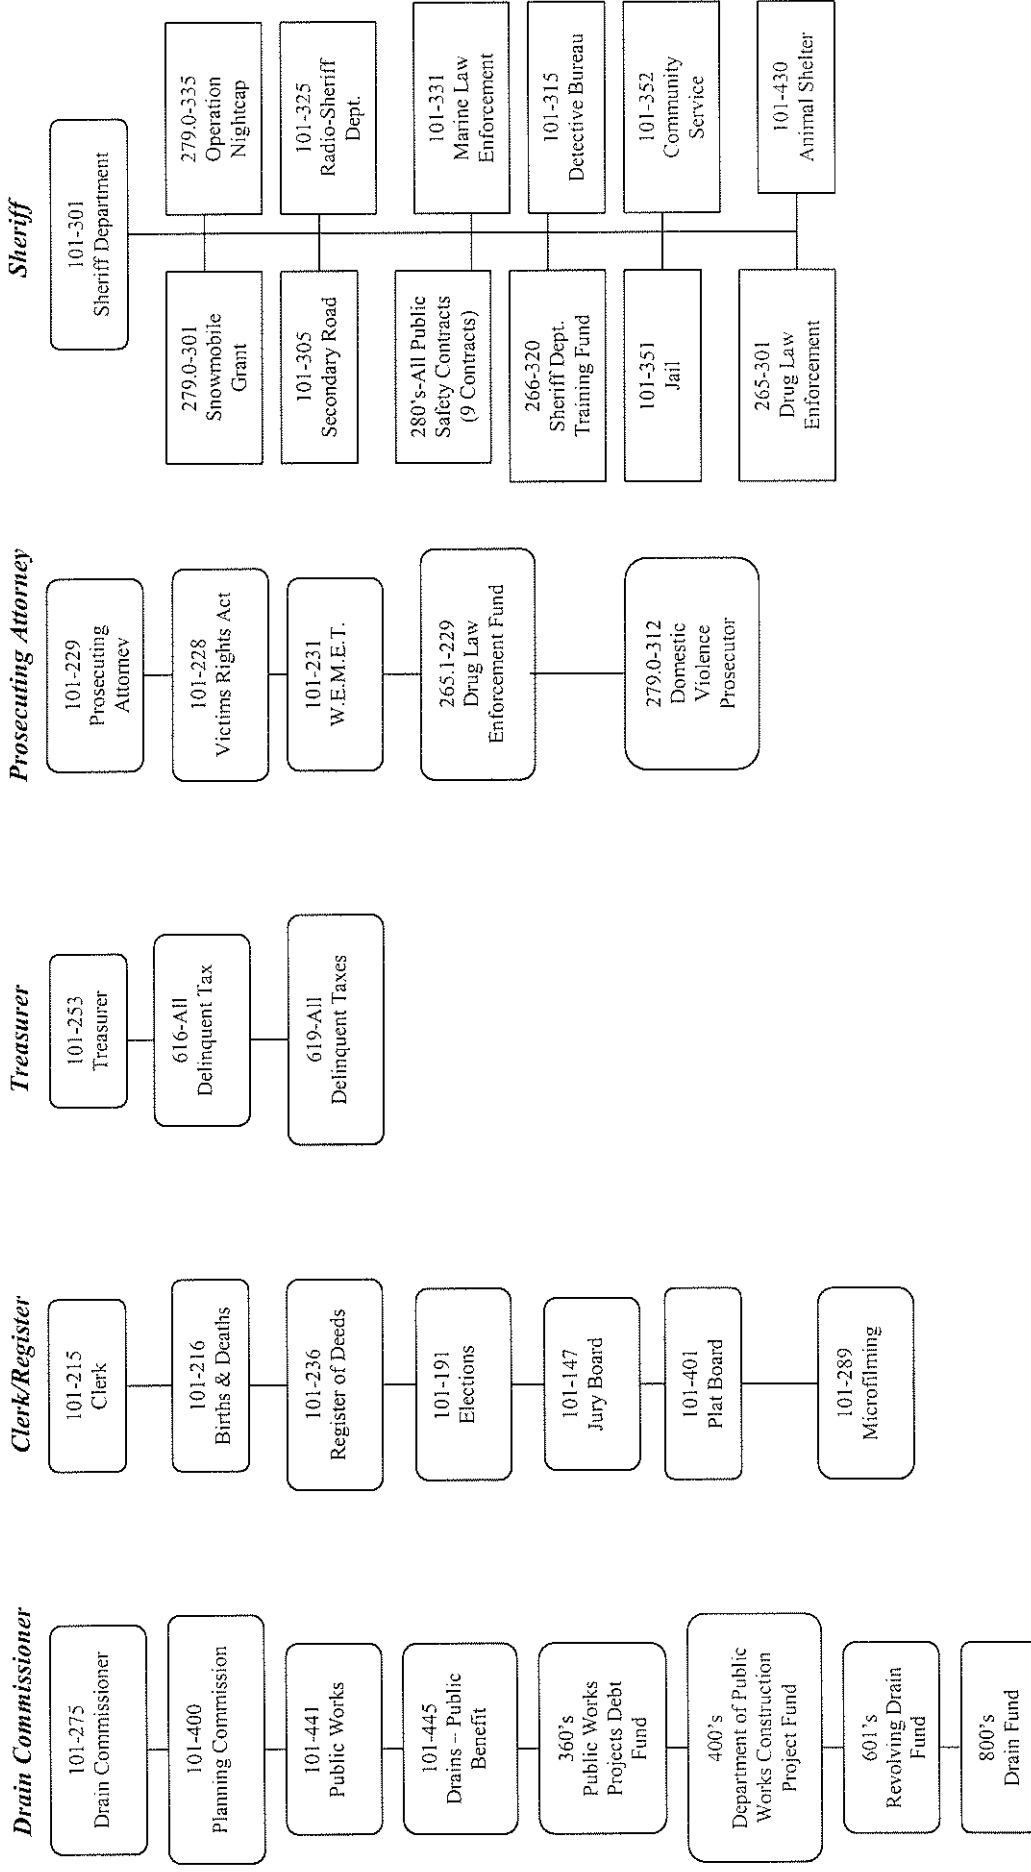 Drain Commissioner
101-275
Drain Commissioner
101-400
Planning Commission
101-441
Public Works
101-445
Drains – Public
Benefit
360's
Public Works
Projects Debt
Fund
400's
Department of Public
Works Construction
Project Fund
601's
Revolving Drain
Fund
800's
Drain Fund
Clerk/Register
101-215
Clerk
101-216
Births & Deaths
101-236
Register of Deeds
101-191
Elections
101-147
Jury Board
101-401
Plat Board
101-289
Microfilming
Treasurer
101-253
Treasurer
616-All
Delinquent Tax
619-All
Delinquent Taxes
Prosecuting Attorney
101-229
Prosecuting
Attorney
101-228
Victims Rights Act
101-231
W.E.M.E.T.
265.1-229
Drug Law
Enforcement Fund
279.0-312
Domestic
Violence
Prosecutor
Sheriff
101-301
Sheriff Department
279.0-301
Snowmobile
Grant
279.0-335
Operation
Nightcap
101-305
Secondary Road
101-325
Radio-Sheriff
Dept.
280's-All Public
Safety Contracts
(9 Contracts)
101-331
Marine Law
Enforcement
266-320
Sheriff Dept.
Training Fund
101-315
Detective Bureau
101-351
Jail
101-352
Community
Service
265-301
Drug Law
Enforcement
101-430
Animal Shelter